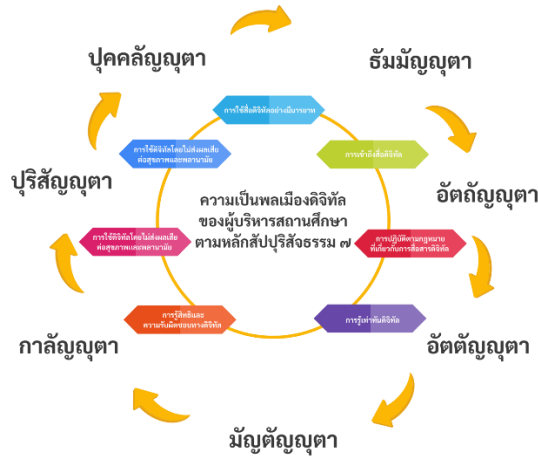 ปุคคลัญญุตา
ธัมมัญญุตา
อัตถัญญุตา
อัตตัญญุตา
มัญตัญญุตา
กาลัญญุตา
ปุริสัญญุตา
การใช้สื่อดิจิทัลอย่างมีมารยาท
การเข้าถึงสื่อดิจิทัล
การปฏิบัติตามกฎหมาย
ที่เกี่ยวกับการสื่อสารดิจิทัล
การรู้เท่าทันดิจิทัล
การรู้สิทธิและ
ความรับผิดชอบทางดิจิทัล
การใช้ดิจิทัลโดยไม่ส่งผลเสีย
ต่อสุขภาพและพลานามัย
การใช้ดิจิทัลโดยไม่ส่งผลเสีย
ต่อสุขภาพและพลานามัย
ความเป็นพลเมืองดิจิทัล
ของผู้บริหารสถานศึกษา
ตามหลักสัปปุริสัจธรรม ๗